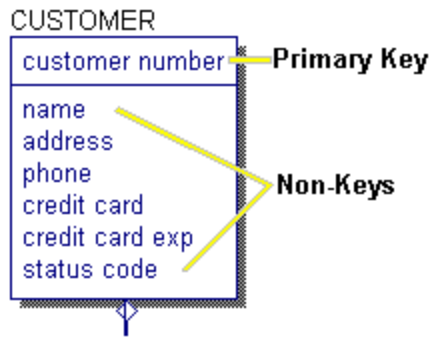 CUSTOMER
customer number
Primary Key
name
address
phone
Non-Keys
credit card
credit card exp
status code